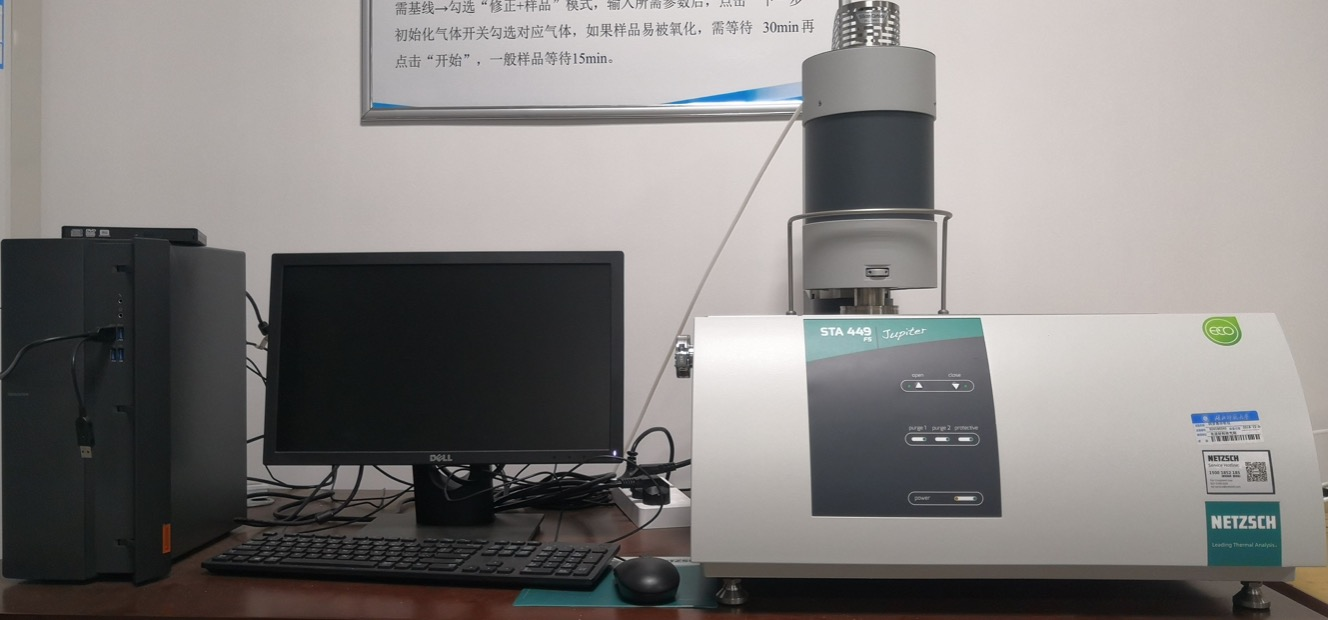 需基线→勾选“修正+样品”模式，输入所需参数后，点击“下一步”
初始化气体开关勾选对应气体，如果样品易被氧化，需等待 30min再
点击“开始”，一般样品等待15min。
STA 449
F5
Jupiter
eco
open close
purge 1 purge 2 protective
power
DELL
NETZSCH
Service Hotline
NETZSCH
Leading Thermal Analysis.